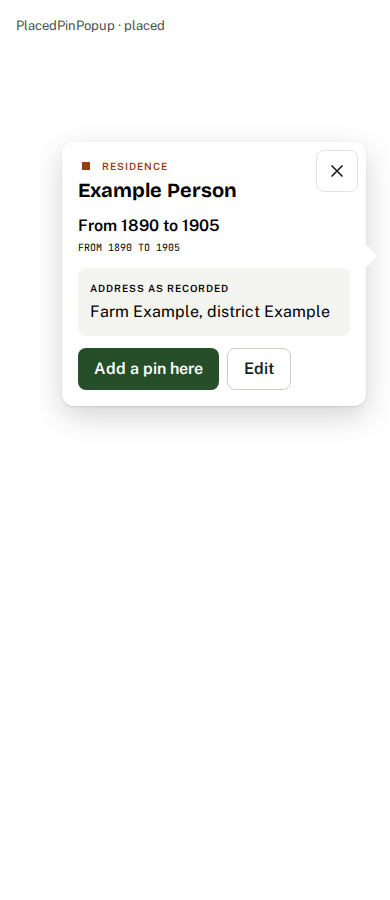 PlacedPinPopup · placed
RESIDENCE
Example Person
From 1890 to 1905
FROM 1890 TO 1905
ADDRESS AS RECORDED
Farm Example, district Example
Add a pin here
Edit